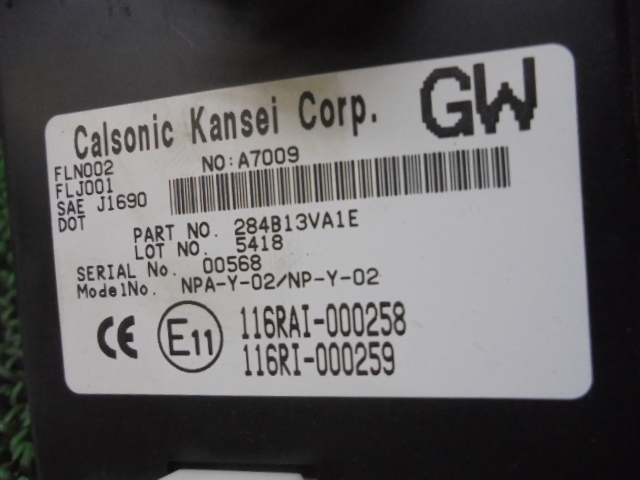 Calsonic Kansei Corp. GW
FLN002
FLJ001
SAE J1690
DOT
NO:A7009
PART NO. 284B13VA1E
LOT NO. 5418
SERIAL No. 00568
ModelNo. NPA-Y-02/NP-Y-02
CE E11 116RAI-000258
116RI-000259